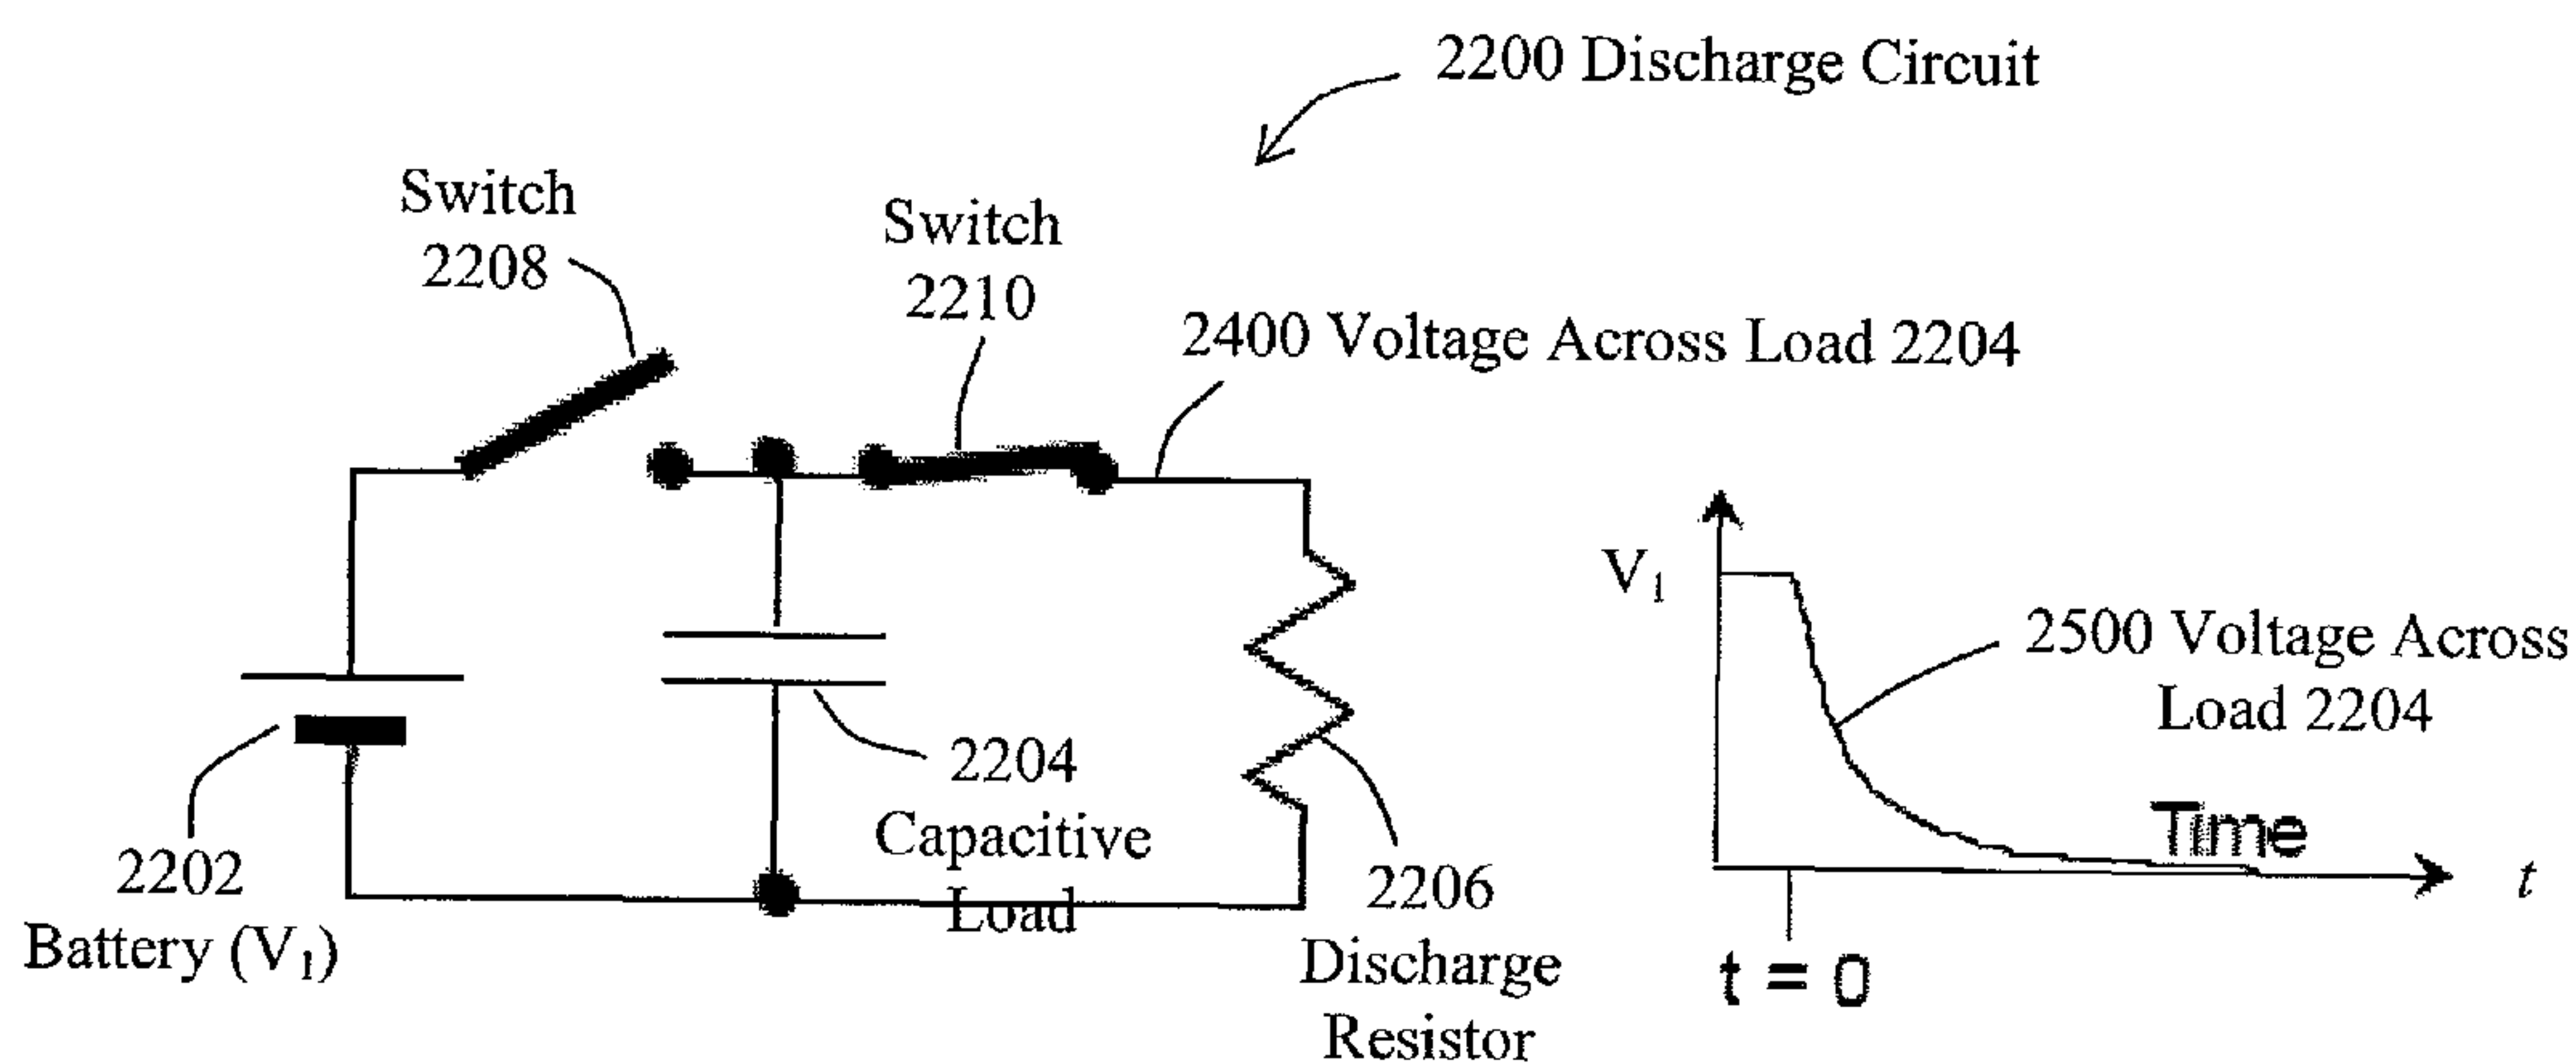 2200 Discharge Circuit
Switch
2208
Switch
2210
2400 Voltage Across Load 2204
V₁
2500 Voltage Across
Load 2204
2204
Capacitive
Load
Time
t
2202
Battery (V₁)
2206
Discharge
Resistor
t = 0